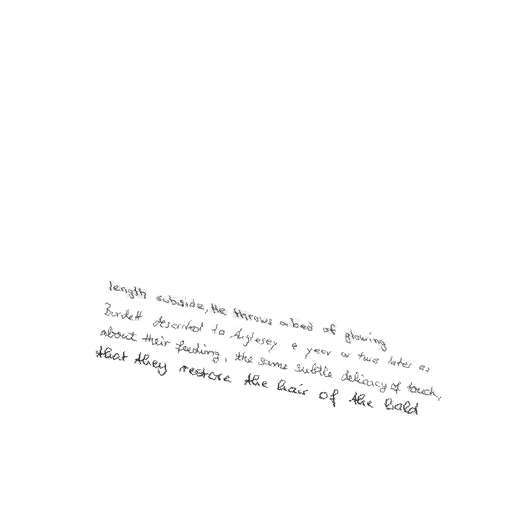 length subside, he throws a bed of glowing
Burdett described to Anglesey a year or two later as
about their feeding, the same subtle delicacy of touch,
that they restore the hair of the bald